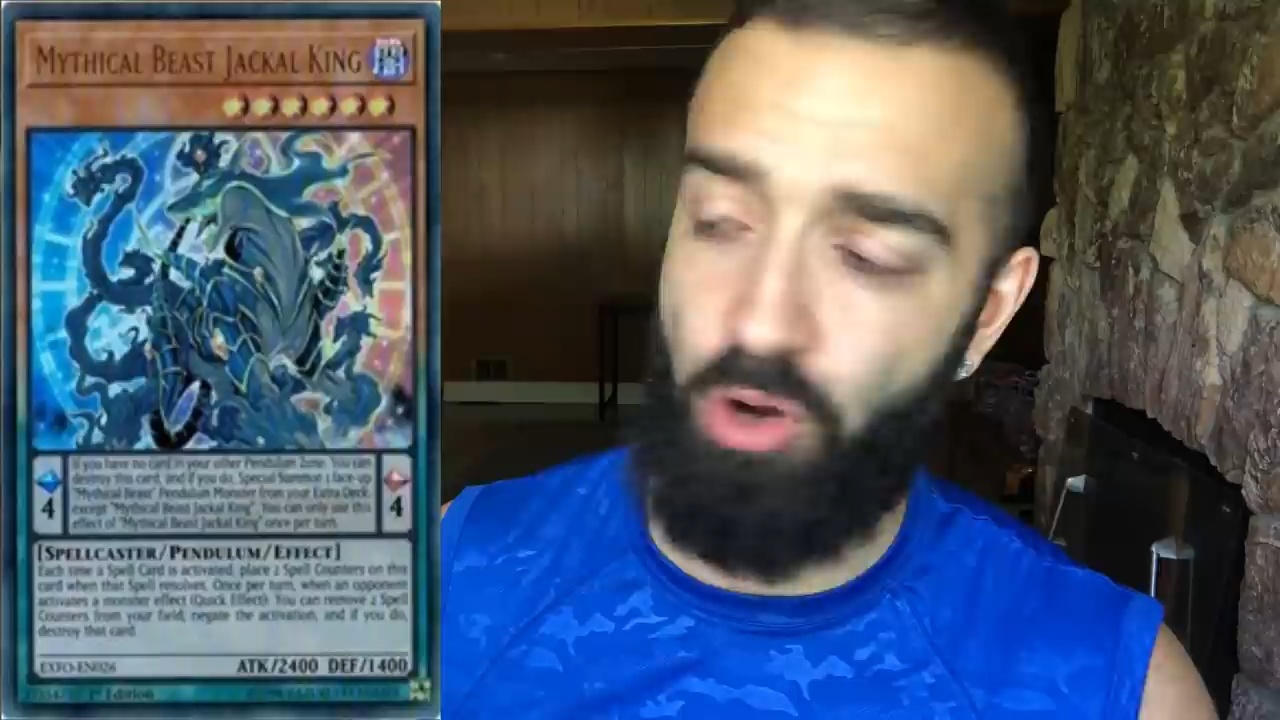 MYTHICAL BEAST JACKAL KING
If you have no card in your other Pendulum Zone: You can
destroy this card, and if you do, Special Summon 1 face-up
"Mythical Beast" Pendulum Monster from your Extra Deck,
except "Mythical Beast Jackal King". You can only use this
effect of "Mythical Beast Jackal King" once per turn.
4
4
[SPELLCASTER/PENDULUM/EFFECT]
Each time a Spell Card is activated, place 2 Spell Counters on this
card when that Spell resolves. Once per turn, when an opponent
activates a monster effect (Quick Effect): You can remove 2 Spell
Counters from your field; negate the activation, and if you do,
destroy that card.
EXFO-EN026
ATK/2400 DEF/1400
1st Edition